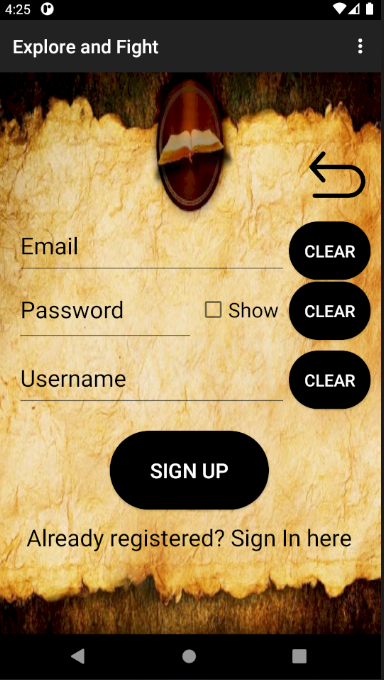 4:25
Explore and Fight
Email
CLEAR
Password
Show
CLEAR
Username
CLEAR
SIGN UP
Already registered? Sign In here